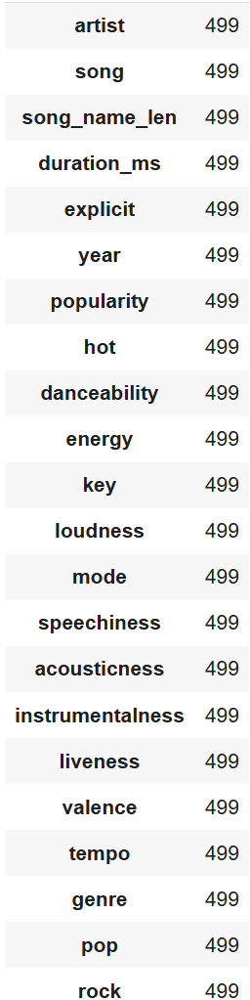 artist 499
song 499
song_name_len 499
duration_ms 499
explicit 499
year 499
popularity 499
hot 499
danceability 499
energy 499
key 499
loudness 499
mode 499
speechiness 499
acousticness 499
instrumentalness 499
liveness 499
valence 499
tempo 499
genre 499
pop 499
rock 499